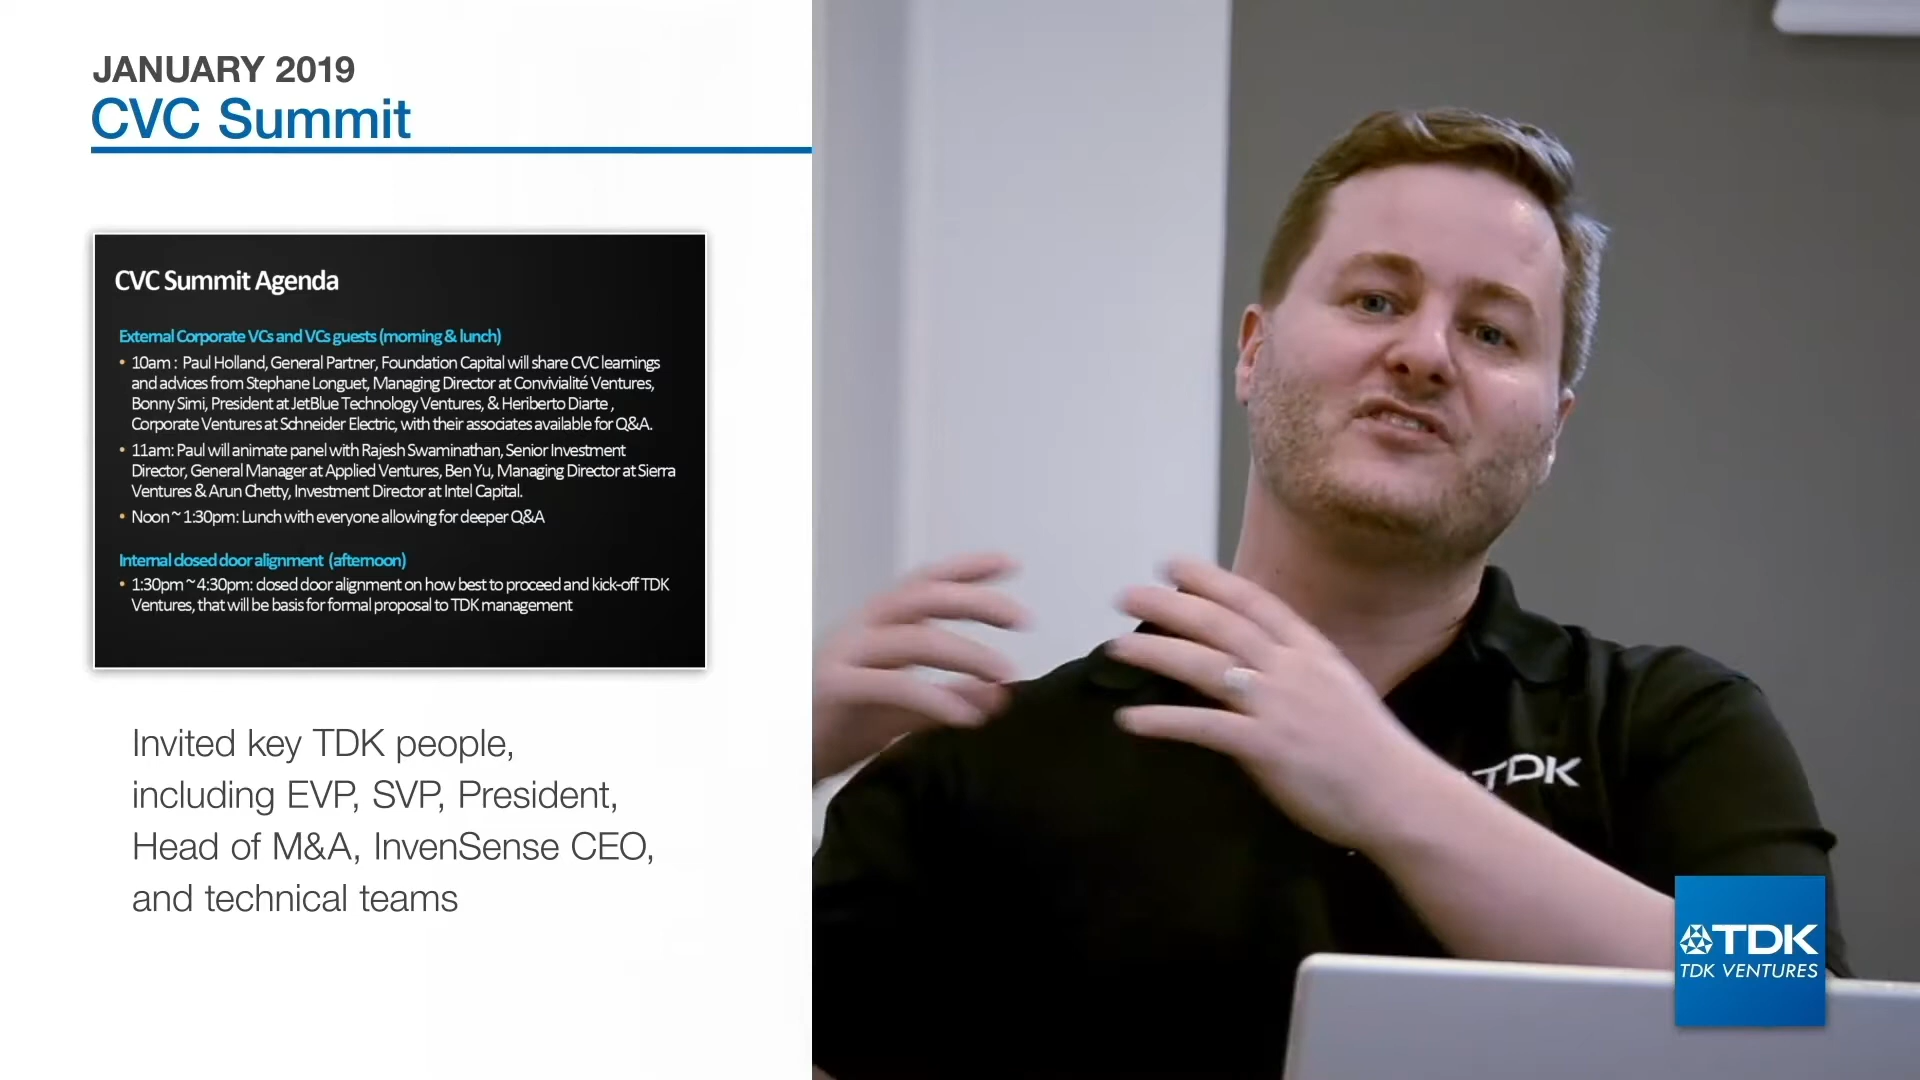 JANUARY 2019
CVC Summit
CVC Summit Agenda
External Corporate VCs and VCs guests (morning & lunch)
• 10am : Paul Holland, General Partner, Foundation Capital will share CVC learnings
and advices from Stephane Longuet, Managing Director at Convivialité Ventures,
Bonny Simi, President at JetBlue Technology Ventures, & Heriberto Diarte ,
Corporate Ventures at Schneider Electric, with their associates available for Q&A.
• 11am: Paul will animate panel with Rajesh Swaminathan, Senior Investment
Director, General Manager at Applied Ventures, Ben Yu, Managing Director at Sierra
Ventures & Arun Chetty, Investment Director at Intel Capital.
• Noon ~ 1:30pm: Lunch with everyone allowing for deeper Q&A
Internal closed door alignment (afternoon)
• 1:30pm ~ 4:30pm: closed door alignment on how best to proceed and kick-off TDK
Ventures, that will be basis for formal proposal to TDK management
Invited key TDK people,
including EVP, SVP, President,
Head of M&A, InvenSense CEO,
and technical teams
TDK
TDK
TDK VENTURES